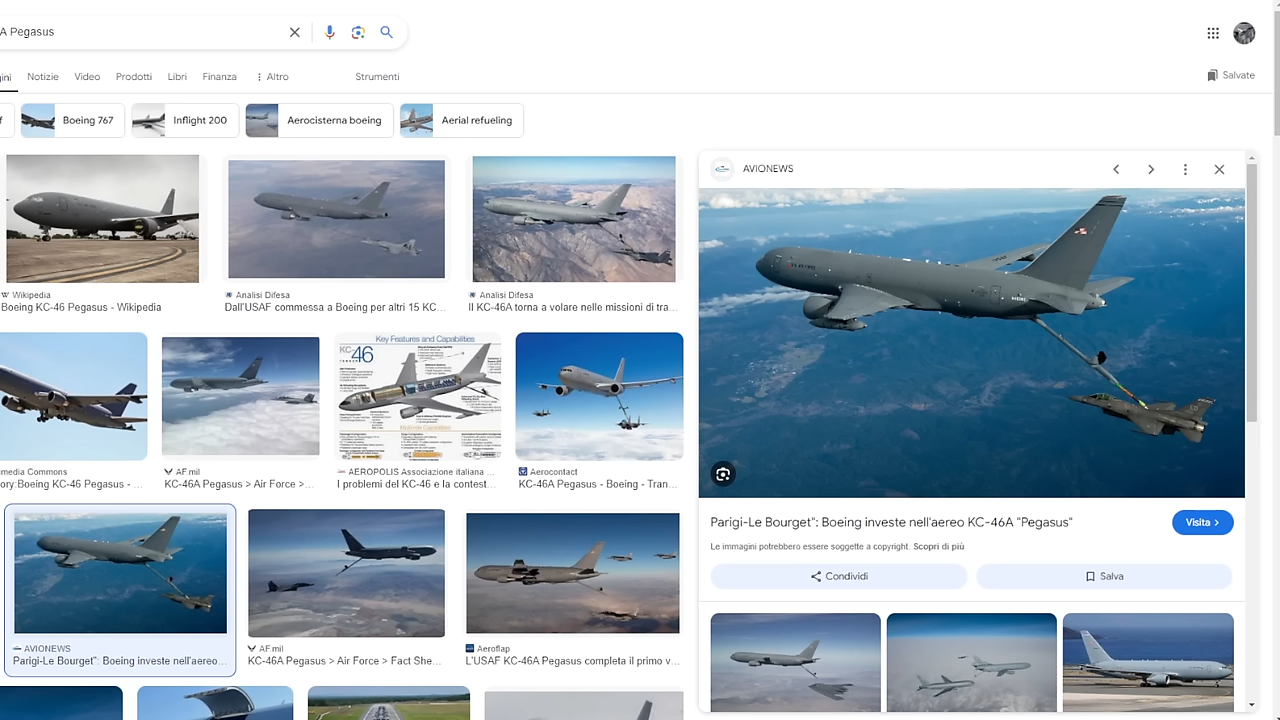 A Pegasus
Notizie
Video
Prodotti
Libri
Finanza
Altro
Strumenti
Salvate
Boeing 767
Inflight 200
Aerocisterna boeing
Aerial refueling
AVIONEWS
Wikipedia
Boeing KC-46 Pegasus - Wikipedia
Analisi Difesa
Dall'USAF commessa a Boeing per altri 15 KC...
Analisi Difesa
Il KC-46A torna a volare nelle missioni di tra...
Key Features and Capabilities
KC-46
media Commons
ory Boeing KC-46 Pegasus - ...
AF mil
KC-46A Pegasus > Air Force >...
AEROPOLIS Associazione italiana ...
I problemi del KC-46 e la contest...
Aerocontact
KC-46A Pegasus - Boeing - Tran...
AVIONEWS
Parigi-Le Bourget": Boeing investe nell'aereo...
AF mil
KC-46A Pegasus > Air Force > Fact She...
Aeroflap
L'USAF KC-46A Pegasus completa il primo v...
Parigi-Le Bourget": Boeing investe nell'aereo KC-46A "Pegasus"
Visita
Le immagini potrebbero essere soggette a copyright. Scopri di più
Condividi
Salva